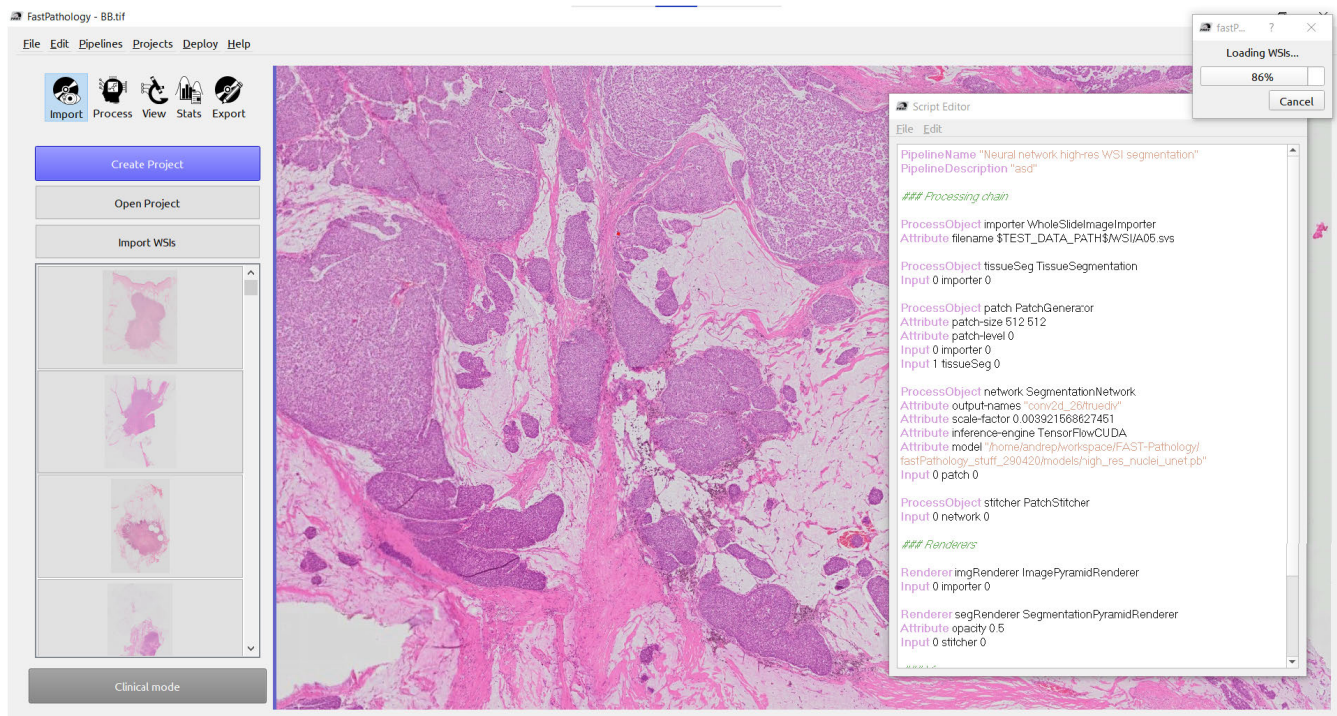 FastPathology - BB.tif
File Edit Pipelines Projects Deploy Help
Import Process View Stats Export
Create Project
Open Project
Import WSIs
Clinical mode
fastP... ?
Loading WSIs...
86%
Cancel
Script Editor
File Edit
PipelineName "Neural network high-res WSI segmentation"
PipelineDescription "asd"
### Processing chain
ProcessObject importer WholeSlideImageImporter
Attribute filename $TEST_DATA_PATH$/WSI/A05.svs
ProcessObject tissueSeg TissueSegmentation
Input 0 importer 0
ProcessObject patch PatchGenerator
Attribute patch-size 512 512
Attribute patch-level 0
Input 0 importer 0
Input 1 tissueSeg 0
ProcessObject network SegmentationNetwork
Attribute output-names "conv2d_26/truediv"
Attribute scale-factor 0.003921568627451
Attribute inference-engine TensorFlowCUDA
Attribute model "/home/andrep/workspace/FAST-Pathology/
fastPathology_stuff_290420/models/high_res_nuclei_unet.pb"
Input 0 patch 0
ProcessObject stitcher PatchStitcher
Input 0 network 0
### Renderers
Renderer imgRenderer ImagePyramidRenderer
Input 0 importer 0
Renderer segRenderer SegmentationPyramidRenderer
Attribute opacity 0.5
Input 0 stitcher 0